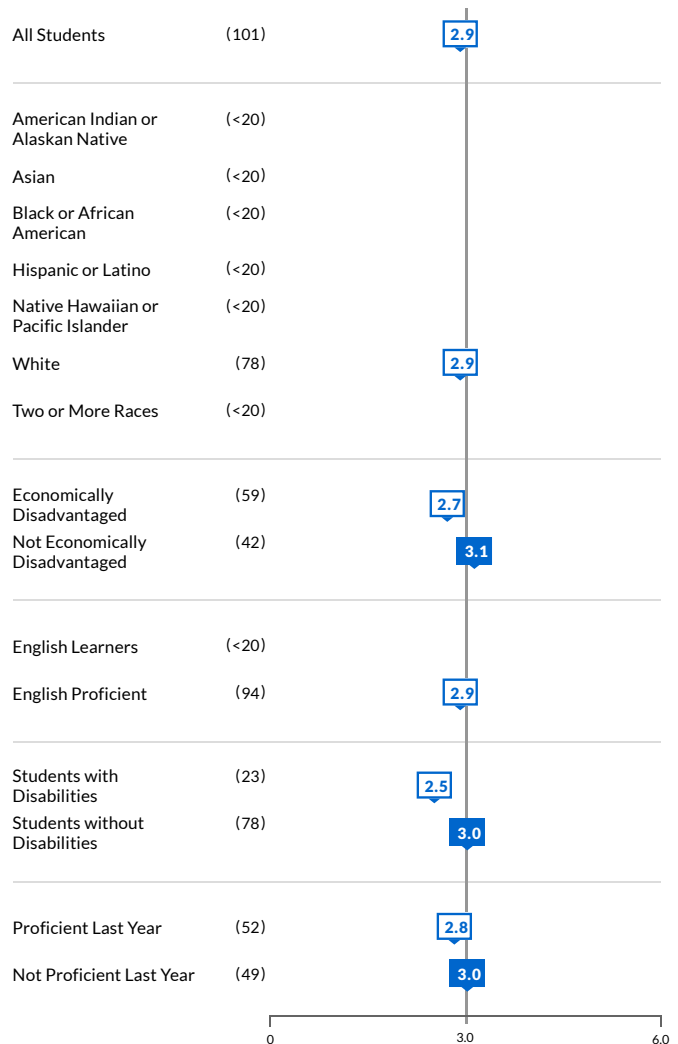 All Students (101) 2.9
American Indian or (<20)
Alaskan Native
Asian (<20)
Black or African (<20)
American
Hispanic or Latino (<20)
Native Hawaiian or (<20)
Pacific Islander
White (78) 2.9
Two or More Races (<20)
Economically (59) 2.7
Disadvantaged
Not Economically (42) 3.1
Disadvantaged
English Learners (<20)
English Proficient (94) 2.9
Students with (23) 2.5
Disabilities
Students without (78) 3.0
Disabilities
Proficient Last Year (52) 2.8
Not Proficient Last Year (49) 3.0
0 3.0 6.0